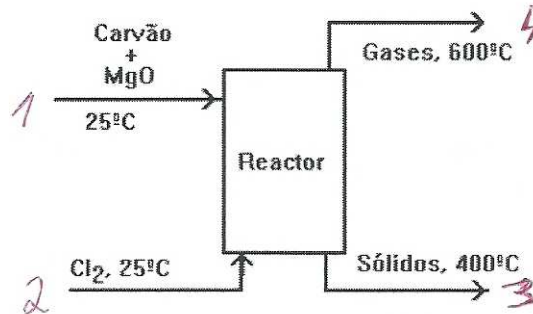 Carvão
+
MgO
1
25ºC
4
Gases, 600ºC
Reactor
Cl₂, 25ºC
2
Sólidos, 400ºC
3